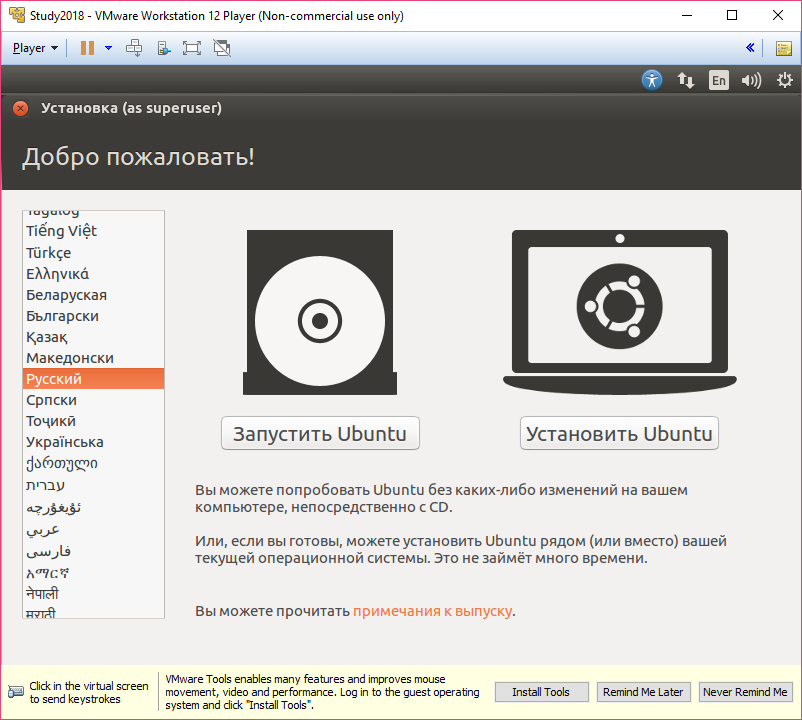 Study2018 - VMware Workstation 12 Player (Non-commercial use only)
Player
En
Установка (as superuser)
Добро пожаловать!
Tagalog
Tiếng Việt
Türkçe
Ελληνικά
Беларуская
Български
Қазақ
Македонски
Русский
Српски
Тоҷикӣ
Українська
ქართული
עברית
ئۇيغۇرچە
عربي
فارسی
አማርኛ
नेपाली
मराठी
Запустить Ubuntu
Установить Ubuntu
Вы можете попробовать Ubuntu без каких-либо изменений на вашем
компьютере, непосредственно с CD.
Или, если вы готовы, можете установить Ubuntu рядом (или вместо) вашей
текущей операционной системы. Это не займёт много времени.
Вы можете прочитать примечания к выпуску.
Click in the virtual screen
to send keystrokes
VMware Tools enables many features and improves mouse
movement, video and performance. Log in to the guest operating
system and click "Install Tools".
Install Tools
Remind Me Later
Never Remind Me